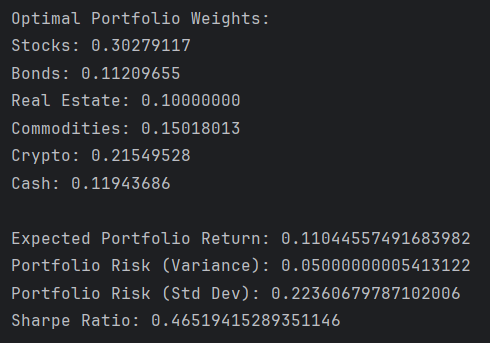 Optimal Portfolio Weights:
Stocks: 0.30279117
Bonds: 0.11209655
Real Estate: 0.10000000
Commodities: 0.15018013
Crypto: 0.21549528
Cash: 0.11943686
Expected Portfolio Return: 0.11044557491683982
Portfolio Risk (Variance): 0.05000000005413122
Portfolio Risk (Std Dev): 0.22360679787102006
Sharpe Ratio: 0.46519415289351146